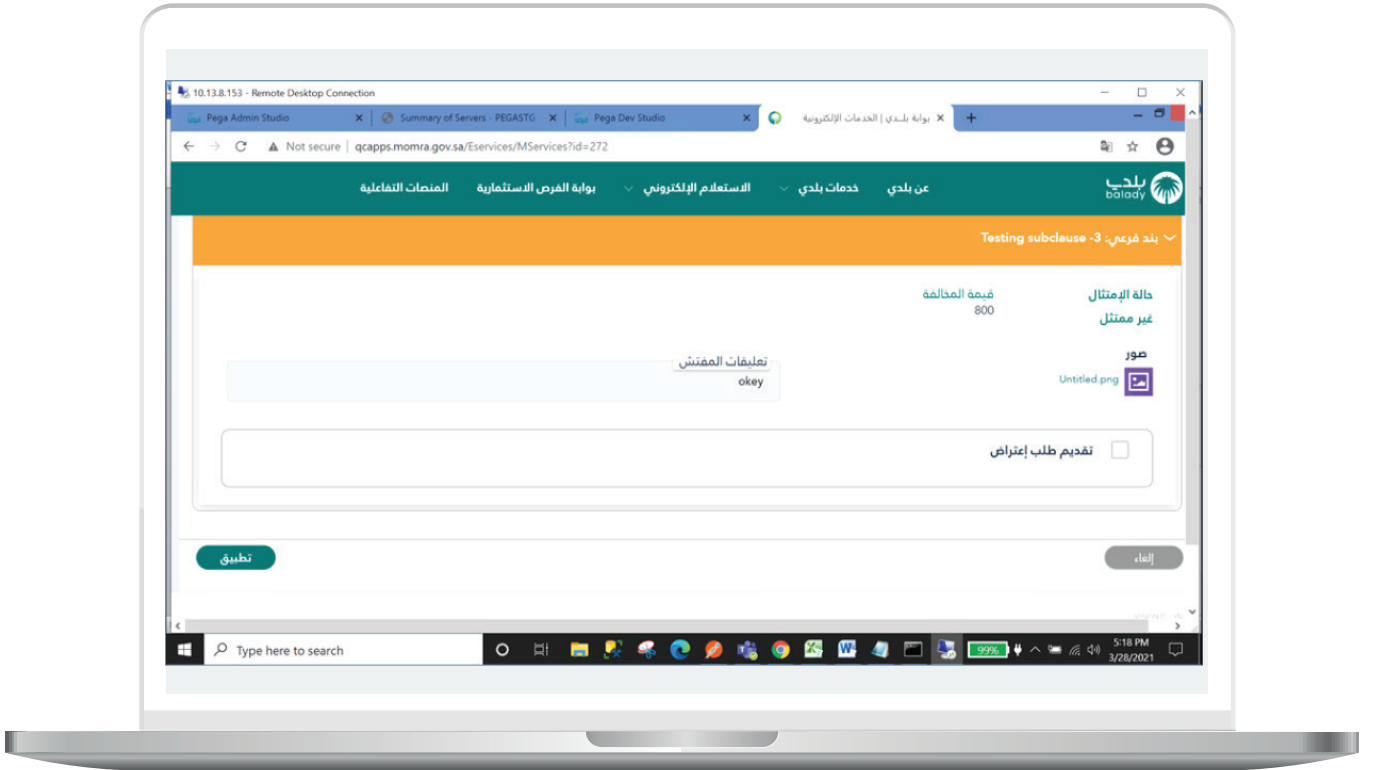 10.13.8.153 - Remote Desktop Connection
Pega Admin Studio
Summary of Servers - PEGASTG
Pega Dev Studio
بوابة بلــدي | الخدمات الإلكترونية
Not secure | qcapps.momra.gov.sa/Eservices/MServices?id=272
بلدي
balady
عن بلدي
خدمات بلدي
الاستعلام الإلكتروني
بوابة الفرص الاستثمارية
المنصات التفاعلية
بند فرعي: 3- Testing subclause
حالة الإمتثال
غير ممتثل
قيمة المخالفة
800
صور
Untitled.png
تعليقات المفتش
okey
تقديم طلب إعتراض
إلغاء
تطبيق
Type here to search
99%
5:18 PM
3/28/2021